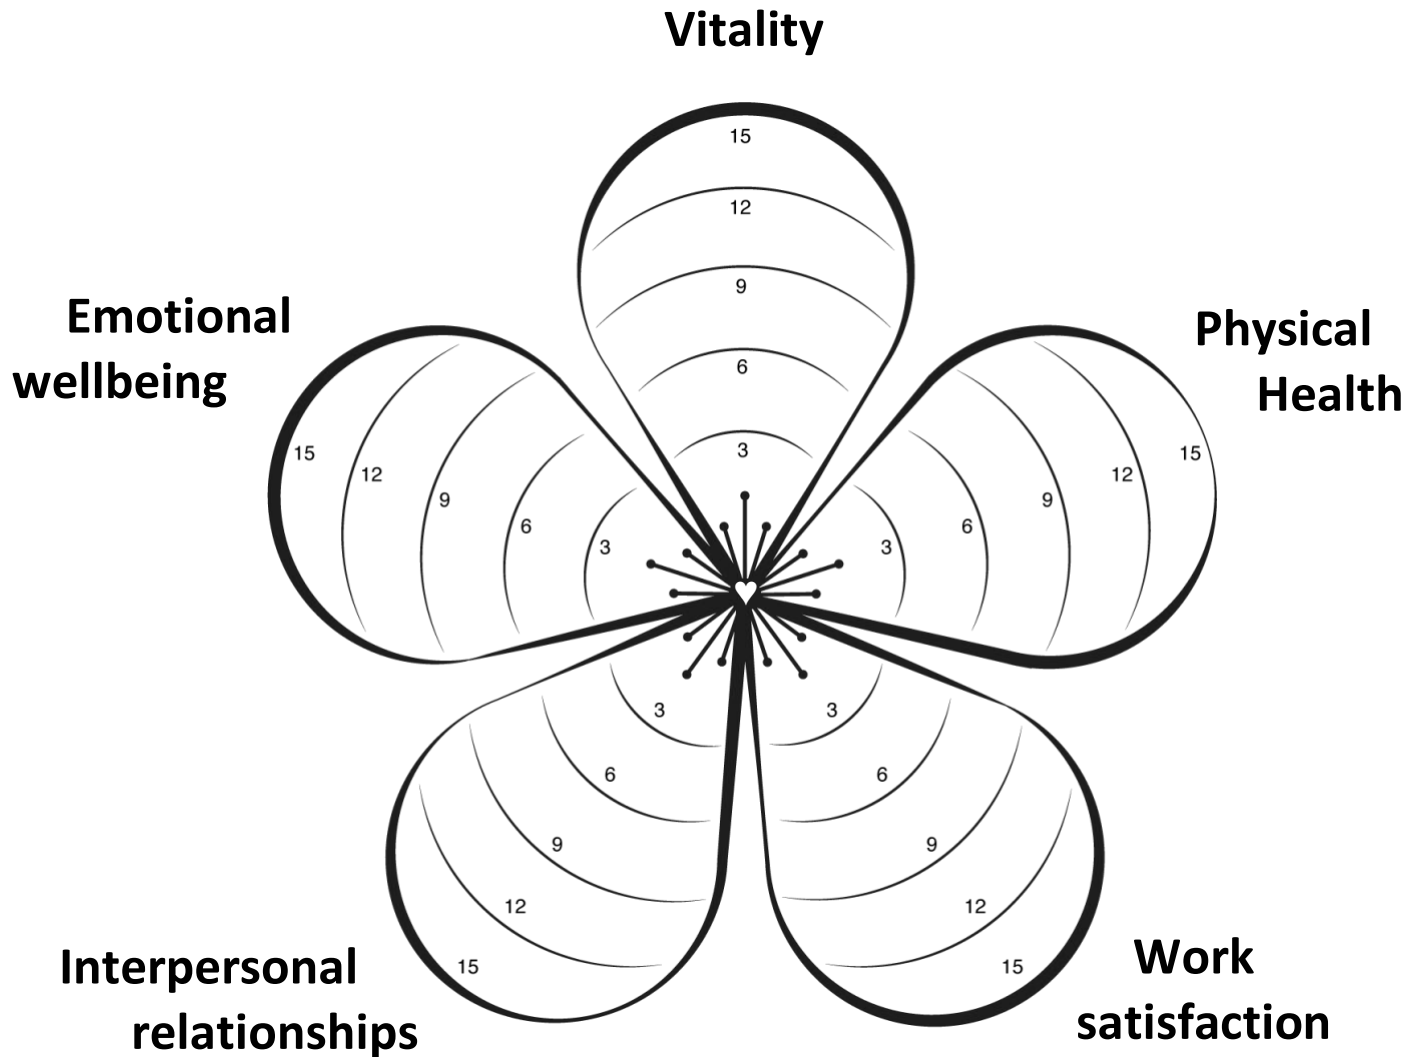 Vitality
15
12
9
6
3
Emotional
wellbeing
15
12
9
6
3
Physical
Health
3
6
9
12
15
3
6
9
12
15
Interpersonal
relationships
3
6
9
12
15
Work
satisfaction